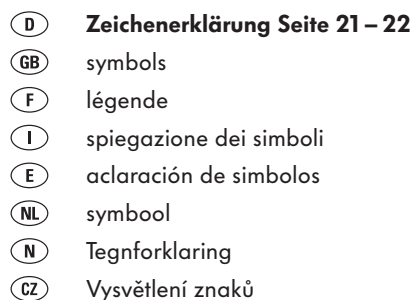 D Zeichenerklärung Seite 21 – 22
GB symbols
F légende
I spiegazione dei simboli
E aclaración de simbolos
NL symbool
N Tegnforklaring
CZ Vysvětlení znaků